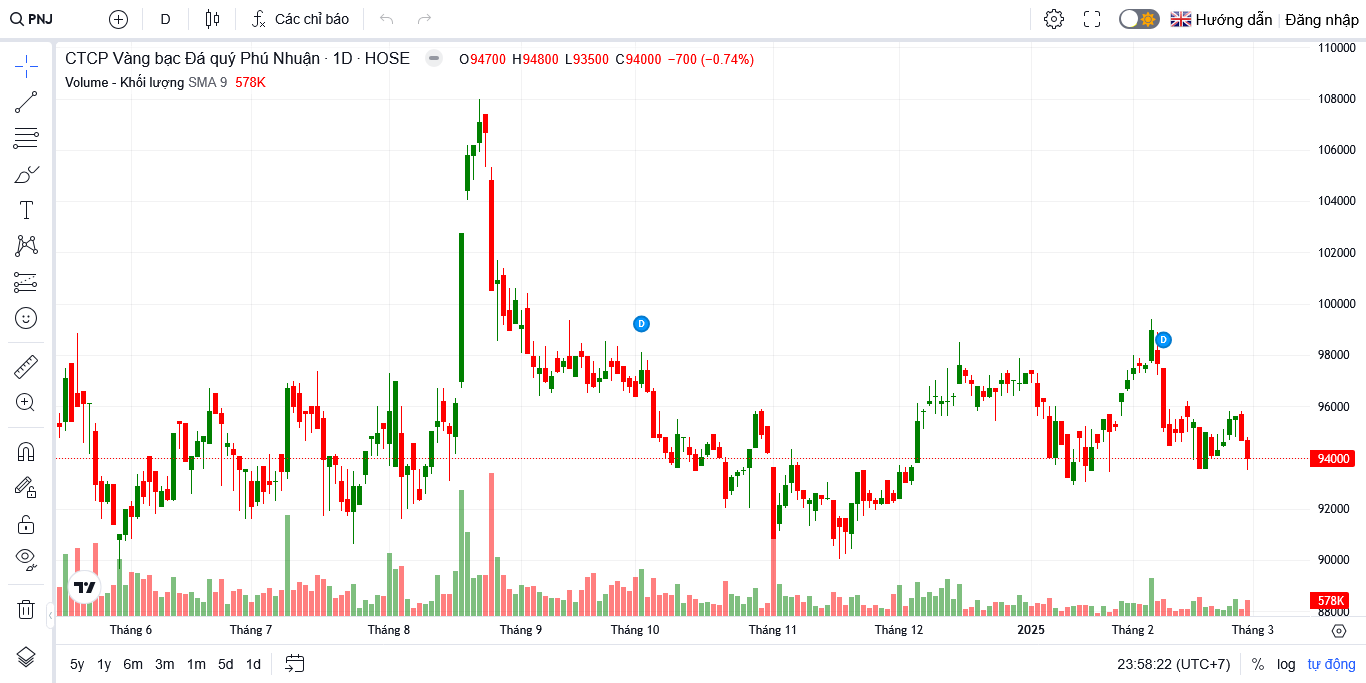 PNJ D Các chỉ báo Hướng dẫn Đăng nhập
CTCP Vàng bạc Đá quý Phú Nhuận · 1D · HOSE O94700 H94800 L93500 C94000 −700 (−0.74%)
Volume - Khối lượng SMA 9 578K
110000
108000
106000
104000
102000
100000
98000
96000
94000
92000
90000
578K
88000
D
D
Tháng 6 Tháng 7 Tháng 8 Tháng 9 Tháng 10 Tháng 11 Tháng 12 2025 Tháng 2 Tháng 3
5y 1y 6m 3m 1m 5d 1d 23:58:22 (UTC+7) % log tự động